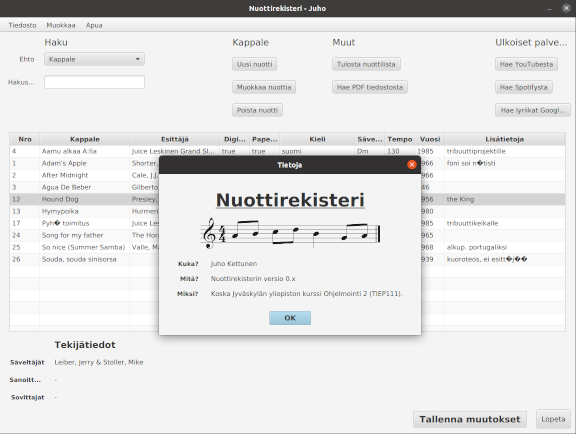 Nuottirekisteri - Juho
Tiedosto Muokkaa Apua
Haku Kappale Muut Ulkoiset palve...
Ehto Kappale Uusi nuotti Tulosta nuottilista Hae YouTubesta
Hakus... Muokkaa nuottia Hae PDF tiedostosta Hae Spotifysta
Poista nuotti Hae lyriikat Googl...
Nro Kappale Esittäjä Digi... Pape... Kieli Säve... Tempo Vuosi Lisätietoja
4 Aamu alkaa A:lla Juice Leskinen Grand Sl... true true suomi Dm 130 1985 tribuuttiprojektille
1 Adam's Apple Shorter, 966 foni soi n�tisti
2 After Midnight Cale, J.J. 966
3 Agua De Beber Gilberto 46
12 Hound Dog Presley, 956 the King
13 Hymypoika Hurmeri 980
17 Pyh� toimitus Juice Les 1985 tribuuttikeikalle
24 Song for my father The Hora 965
25 So nice (Summer Samba) Valle, Ma 968 alkup. portugaliksi
26 Souda, souda sinisorsa 939 kuoroteos, ei esitt�j��
Tietoja
Nuottirekisteri
Kuka? Juho Kettunen
Mitä? Nuottirekisterin versio 0.x
Miksi? Koska Jyväskylän yliopiston kurssi Ohjelmointi 2 (TIEP111).
OK
Tekijätiedot
Säveltäjät Leiber, Jerry & Stoller, Mike
Sanoitt... -
Sovittajat -
Tallenna muutokset Lopeta